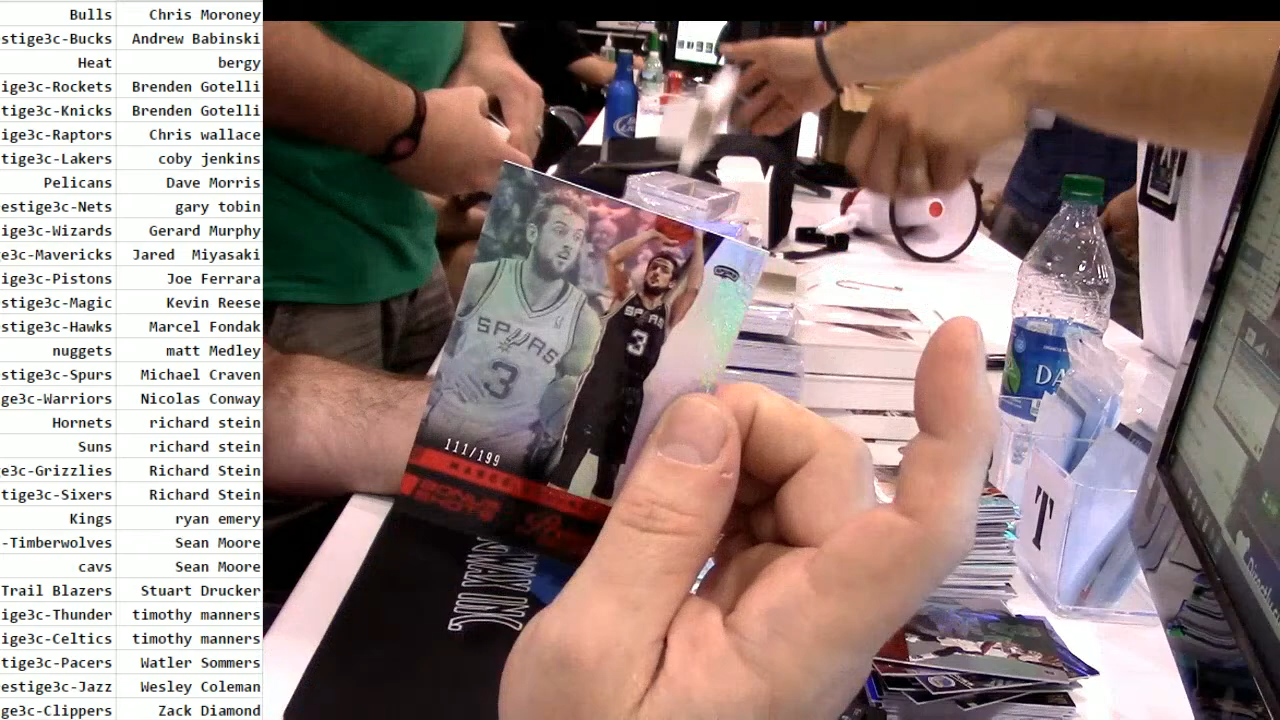 Bulls Chris Moroney
stige3c-Bucks Andrew Babinski
Heat bergy
ige3c-Rockets Brenden Gotelli
ige3c-Knicks Brenden Gotelli
ige3c-Raptors Chris wallace
tige3c-Lakers coby jenkins
Pelicans Dave Morris
estige3c-Nets gary tobin
ige3c-Wizards Gerard Murphy
e3c-Mavericks Jared Miyasaki
ige3c-Pistons Joe Ferrara
stige3c-Magic Kevin Reese
stige3c-Hawks Marcel Fondak
nuggets matt Medley
stige3c-Spurs Michael Craven
ge3c-Warriors Nicolas Conway
Hornets richard stein
Suns richard stein
e3c-Grizzlies Richard Stein
tige3c-Sixers Richard Stein
Kings ryan emery
-Timberwolves Sean Moore
cavs Sean Moore
Trail Blazers Stuart Drucker
ige3c-Thunder timothy manners
ige3c-Celtics timothy manners
tige3c-Pacers Watler Sommers
estige3c-Jazz Wesley Coleman
ge3c-Clippers Zack Diamond
SPURS
3
SPURS
3
111/199
DA
T